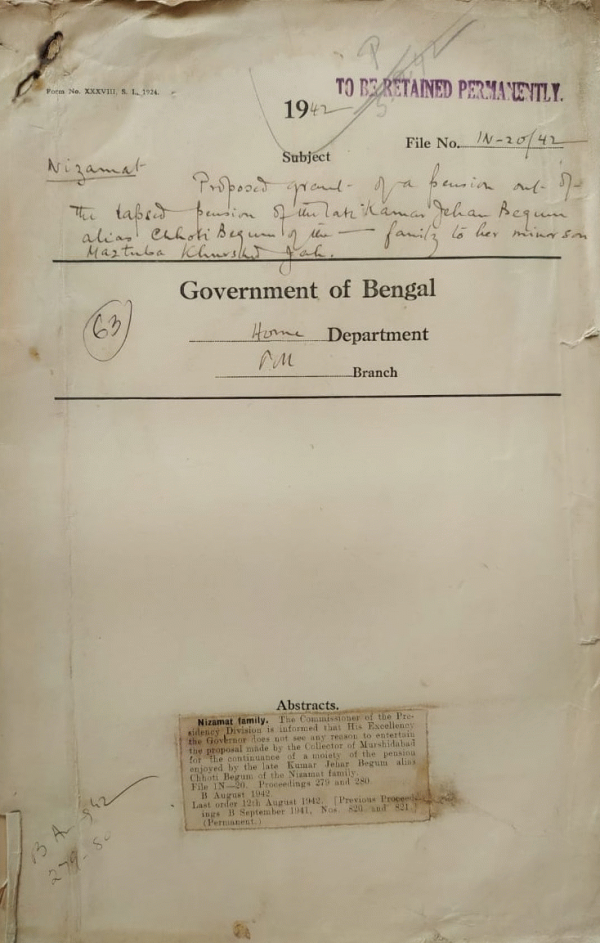 P
Form No. XXXVIII, S. L., 1924.
TO BE RETAINED PERMANENTLY.
1942
File No. IN-20/42
Subject
Nizamat
Proposed grant of a pension out of
the lapsed pension of the late Kamar Jehan Begum
alias Chhoti Begum of the — family to her minor son
Khurshed Jah.
Government of Bengal
63
Home Department
Branch
Abstracts.
Nizamat family. The Commissioner of the Pre-
sidency Division is informed that His Excellency
the Governor does not see any reason to entertain
the proposal made by the Collector of Murshidabad
for the continuance of a moiety of the pension
enjoyed by the late Kumar Jehar Begum alias
Chhoti Begum of the Nizamat family.
File 1N—20. Proceedings 279 and 280.
B August 1942.
Last order 12th August 1942. [Previous Proceed-
ings B September 1941, Nos. 820 and 821.]
(Permanent.)
B A 42
279-80